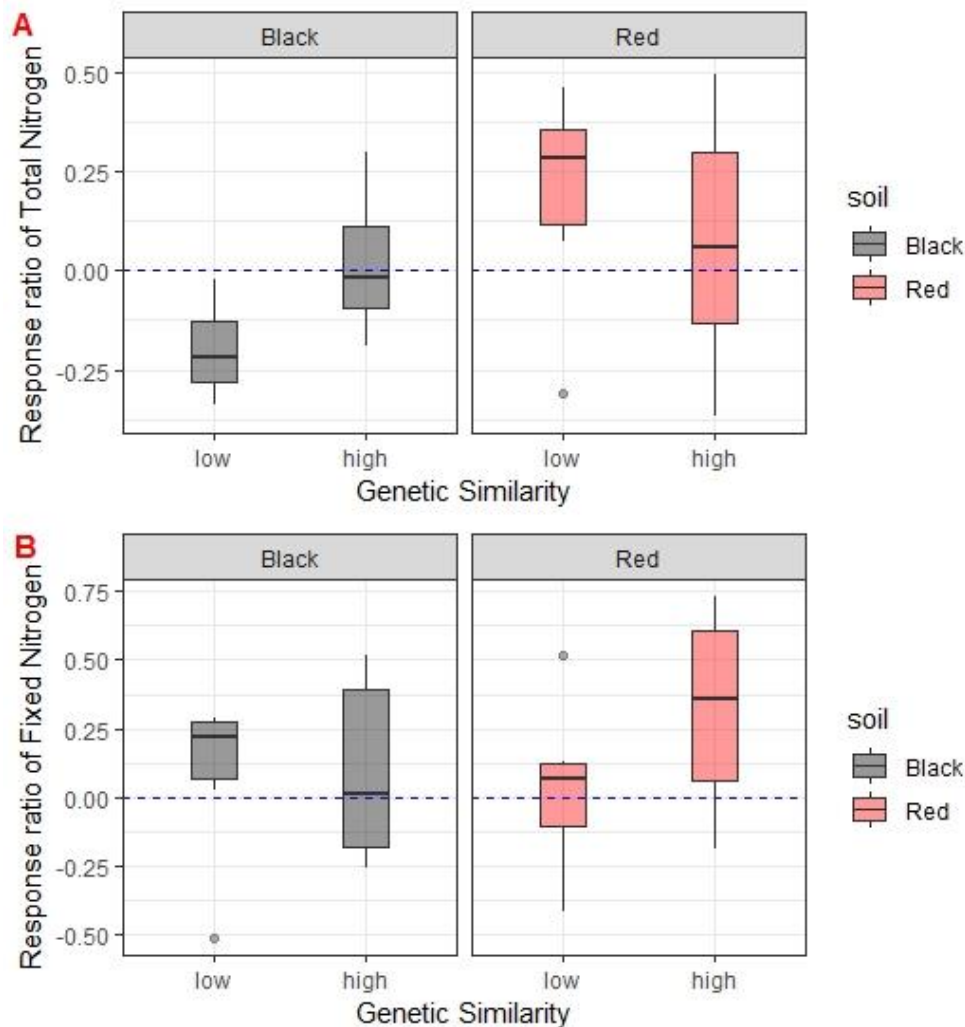 A
Black
Red
Response ratio of Total Nitrogen
0.50
0.25
0.00
-0.25
low
high
low
high
Genetic Similarity
soil
Black
Red
B
Black
Red
Response ratio of Fixed Nitrogen
0.75
0.50
0.25
0.00
-0.25
-0.50
low
high
low
high
Genetic Similarity
soil
Black
Red